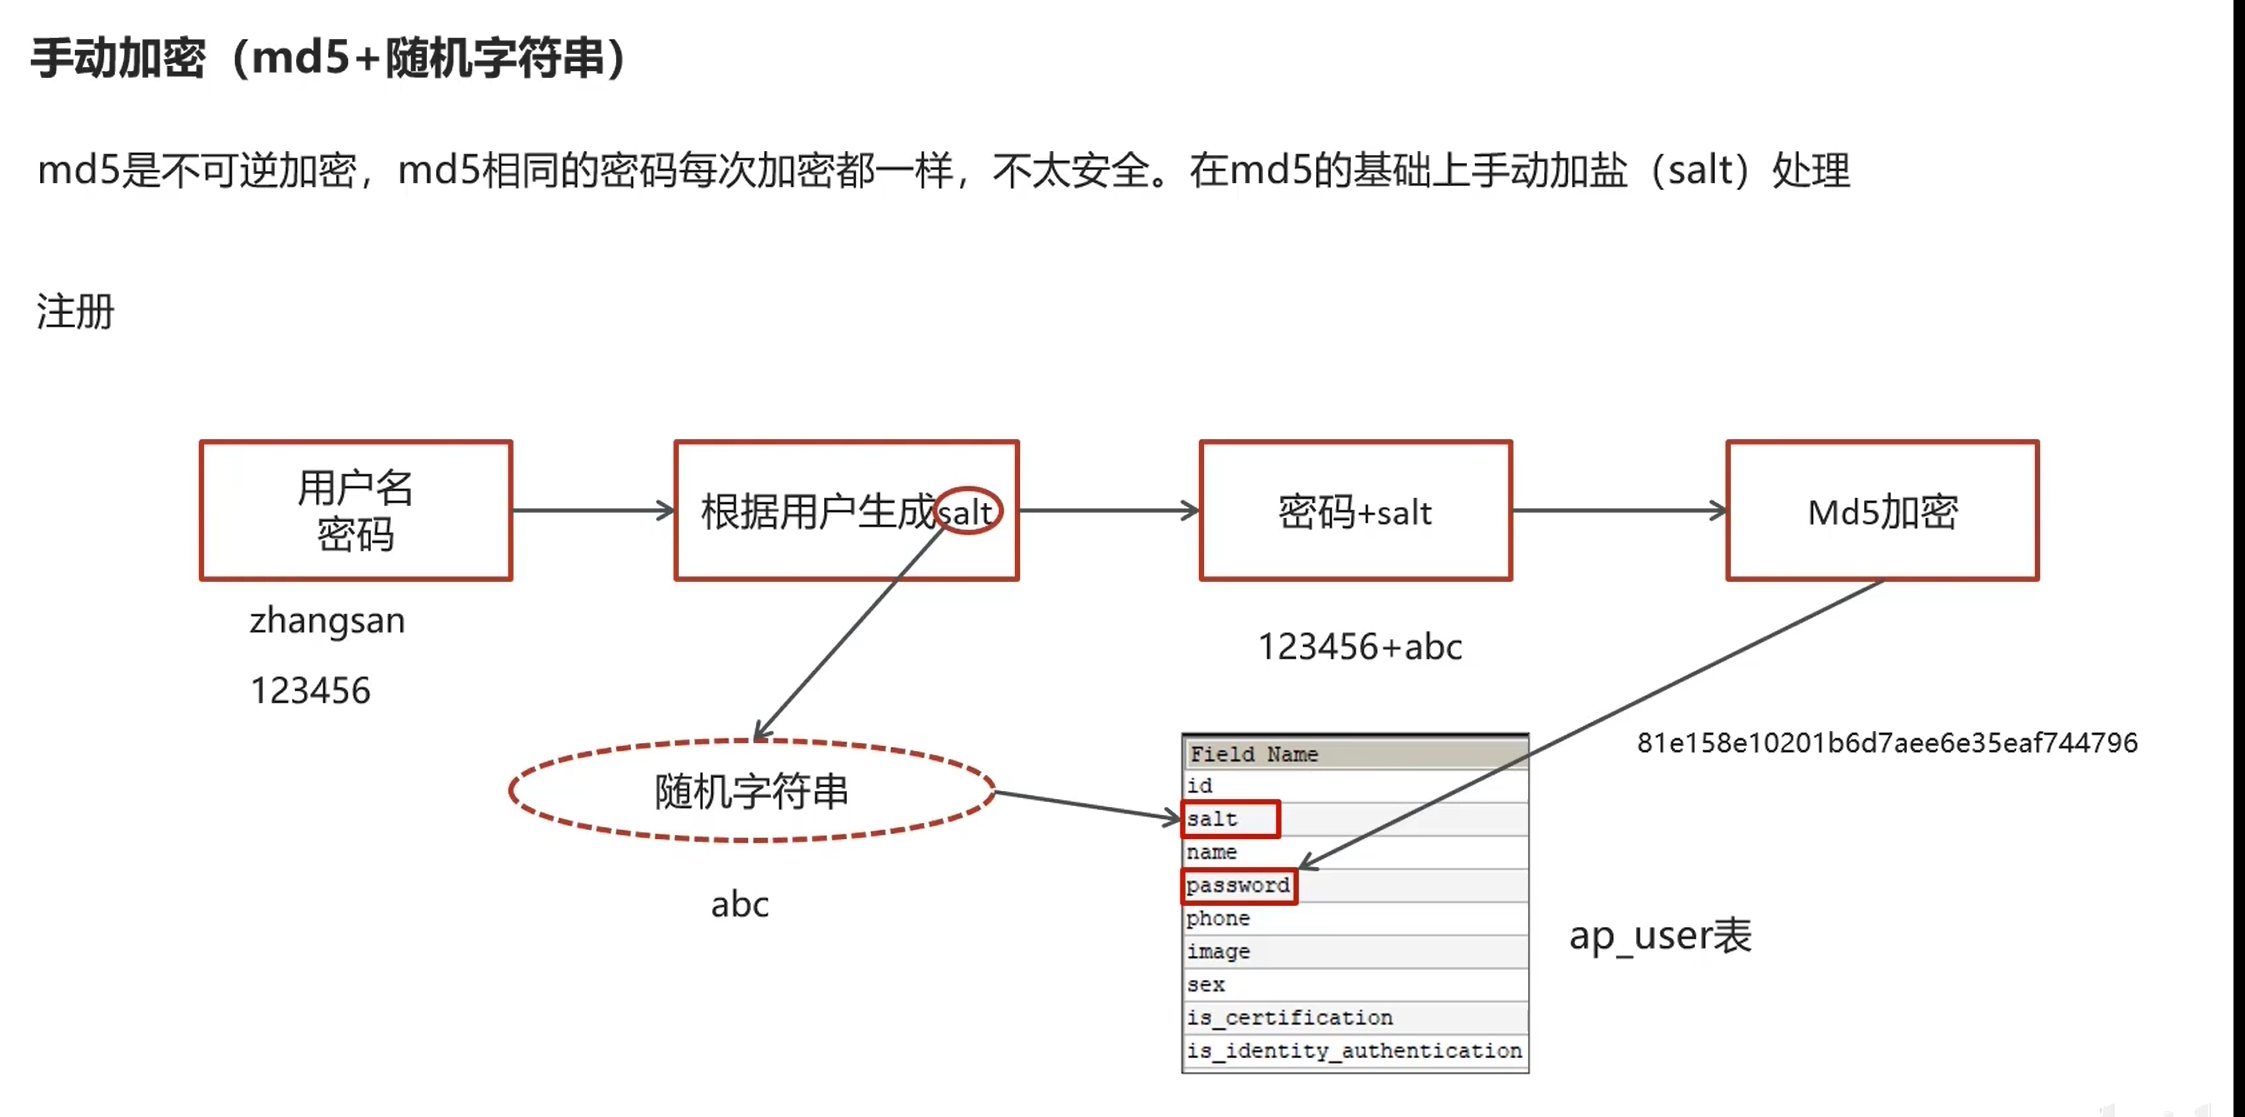 手动加密（md5+随机字符串）
md5是不可逆加密，md5相同的密码每次加密都一样，不太安全。在md5的基础上手动加盐（salt）处理
注册
用户名
密码
根据用户生成salt
密码+salt
Md5加密
zhangsan
123456
123456+abc
81e158e10201b6d7aee6e35eaf744796
随机字符串
abc
Field Name
id
salt
name
password
phone
image
sex
is_certification
is_identity_authentication
ap_user表